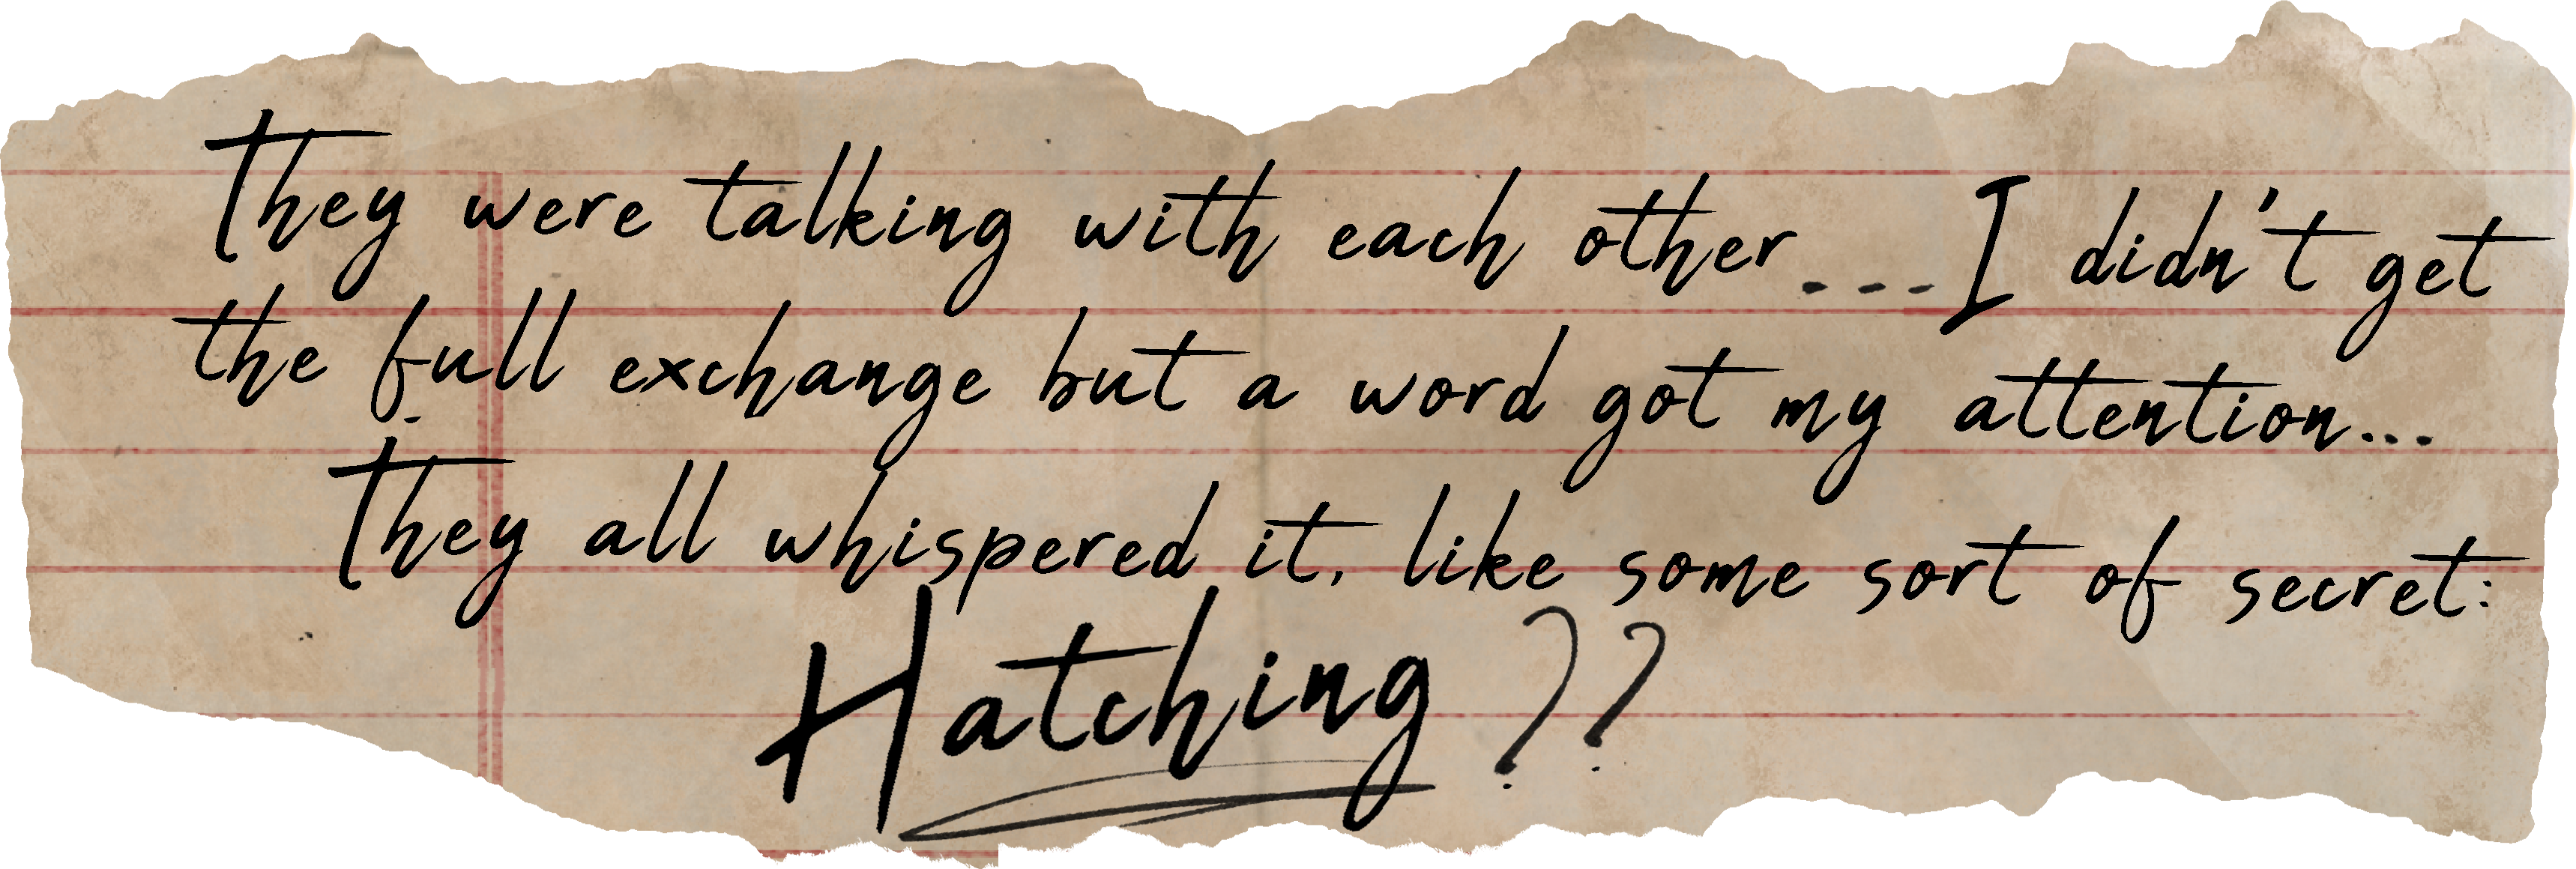 They were talking with each other... I didn't get
the full exchange but a word got my attention...
They all whispered it, like some sort of secret:
Hatching ??